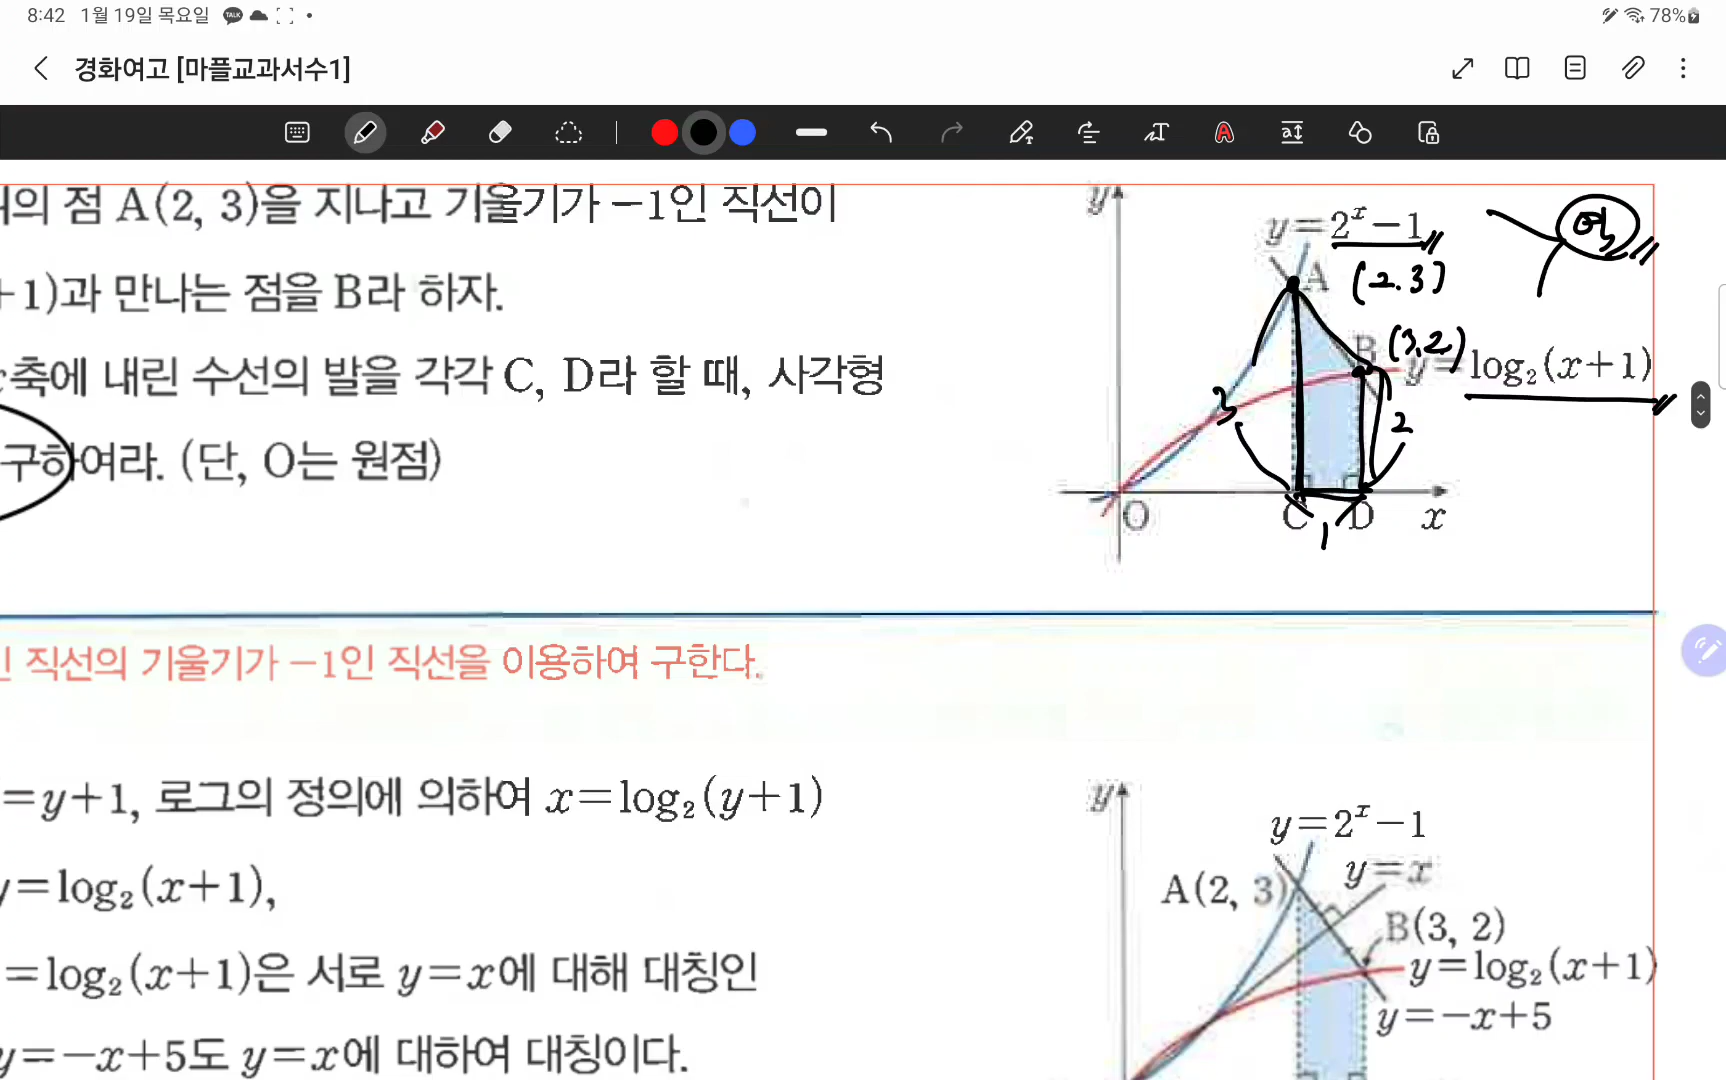 8:42 1월 19일 목요일 TALK
78%
경화여고 [마플교과서수1]
의 점 A(2, 3)을 지나고 기울기가 −1인 직선이
+1)과 만나는 점을 B라 하자.
축에 내린 수선의 발을 각각 C, D라 할 때, 사각형
구하여라. (단, O는 원점)
y
y=2ˣ−1
역
A
(2.3)
B
(3,2)
y=log₂(x+1)
3
2
O
C
1
D
x
인 직선의 기울기가 −1인 직선을 이용하여 구한다.
=y+1, 로그의 정의에 의하여 x=log₂(y+1)
y=log₂(x+1),
=log₂(x+1)은 서로 y=x에 대해 대칭인
y=−x+5도 y=x에 대하여 대칭이다.
y
y=2ˣ−1
y=x
A(2, 3)
B(3, 2)
y=log₂(x+1)
y=−x+5